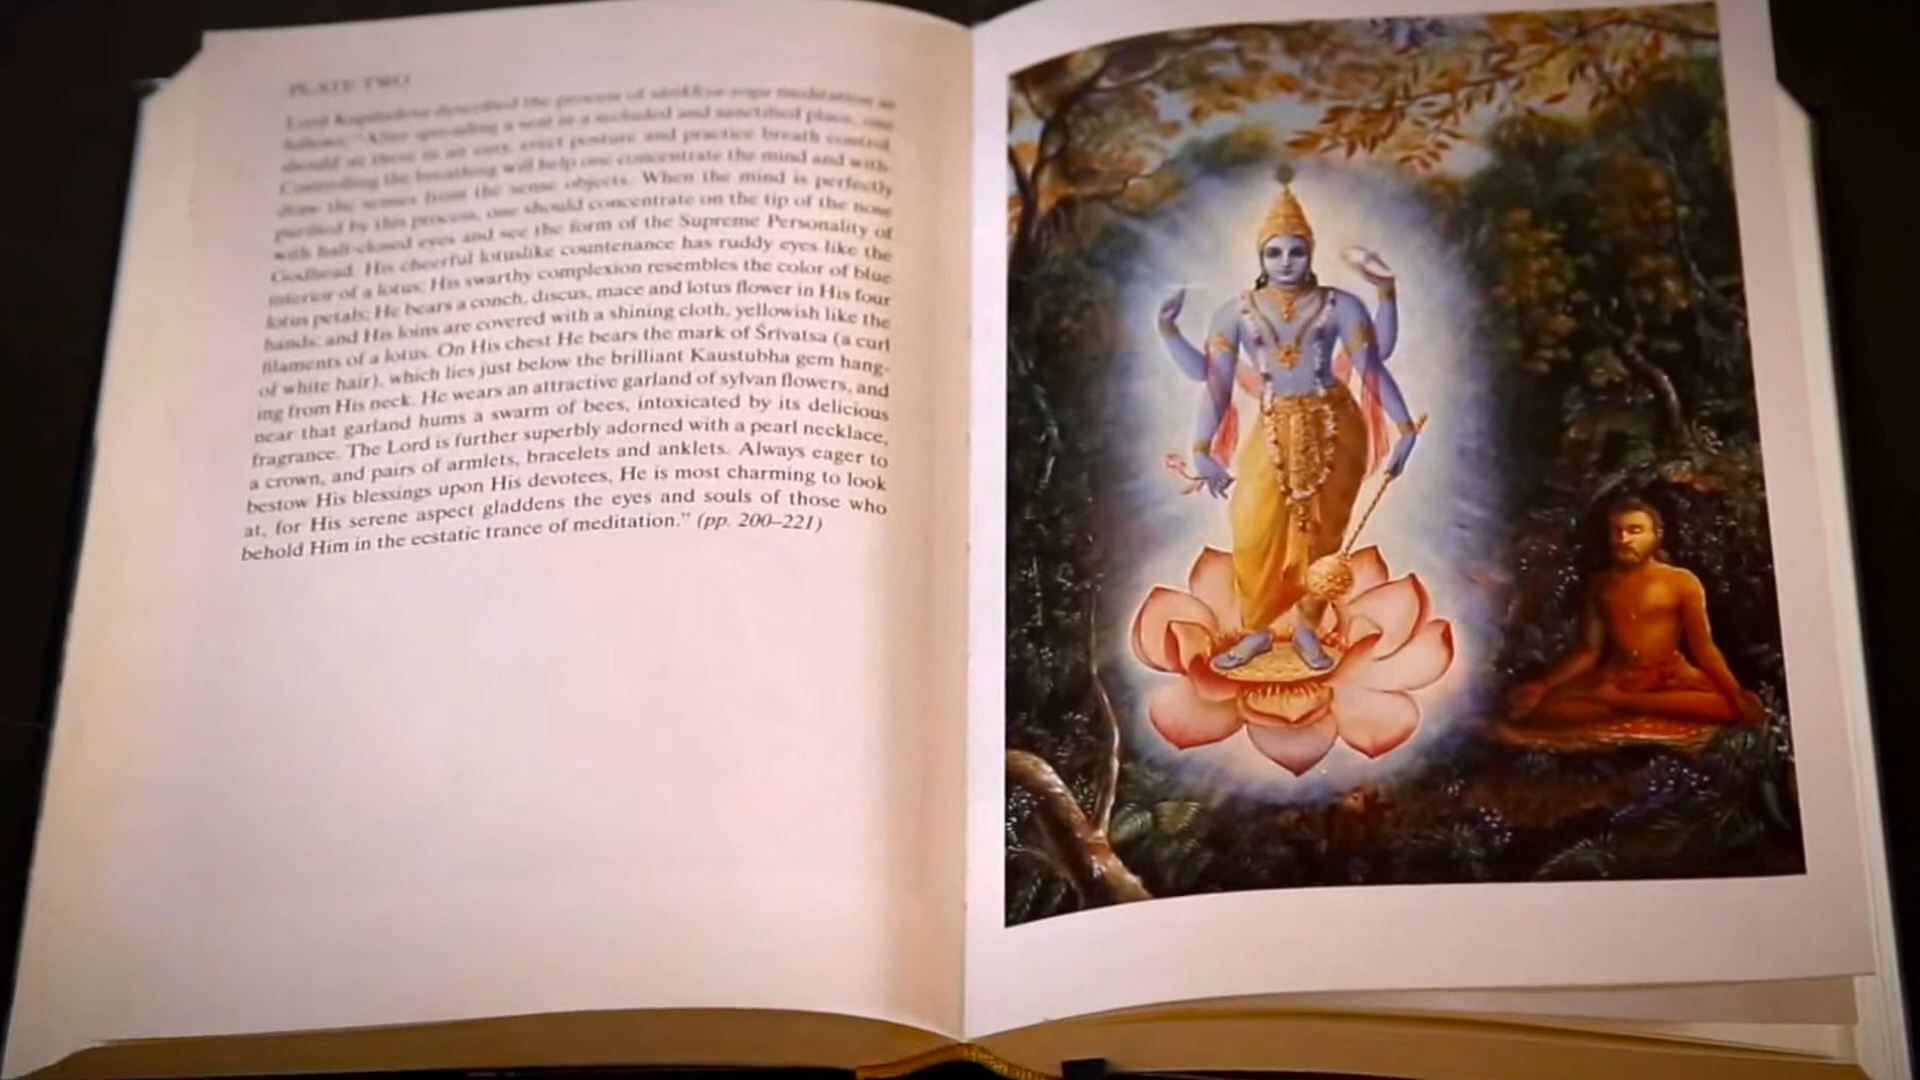 PLATE TWO
Lord Kapiladeva described the process of sāṅkhya-yoga meditation as
follows: "After spreading a seat in a secluded and sanctified place, one
should sit there in an easy, erect posture and practice breath control.
Controlling the breathing will help one concentrate the mind and with-
draw the senses from the sense objects. When the mind is perfectly
purified by this process, one should concentrate on the tip of the nose
with half-closed eyes and see the form of the Supreme Personality of
Godhead. His cheerful lotuslike countenance has ruddy eyes like the
interior of a lotus; His swarthy complexion resembles the color of blue
lotus petals; He bears a conch, discus, mace and lotus flower in His four
hands; and His loins are covered with a shining cloth, yellowish like the
filaments of a lotus. On His chest He bears the mark of Śrīvatsa (a curl
of white hair), which lies just below the brilliant Kaustubha gem hang-
ing from His neck. He wears an attractive garland of sylvan flowers, and
near that garland hums a swarm of bees, intoxicated by its delicious
fragrance. The Lord is further superbly adorned with a pearl necklace,
a crown, and pairs of armlets, bracelets and anklets. Always eager to
bestow His blessings upon His devotees, He is most charming to look
at, for His serene aspect gladdens the eyes and souls of those who
behold Him in the ecstatic trance of meditation." (pp. 200–221)